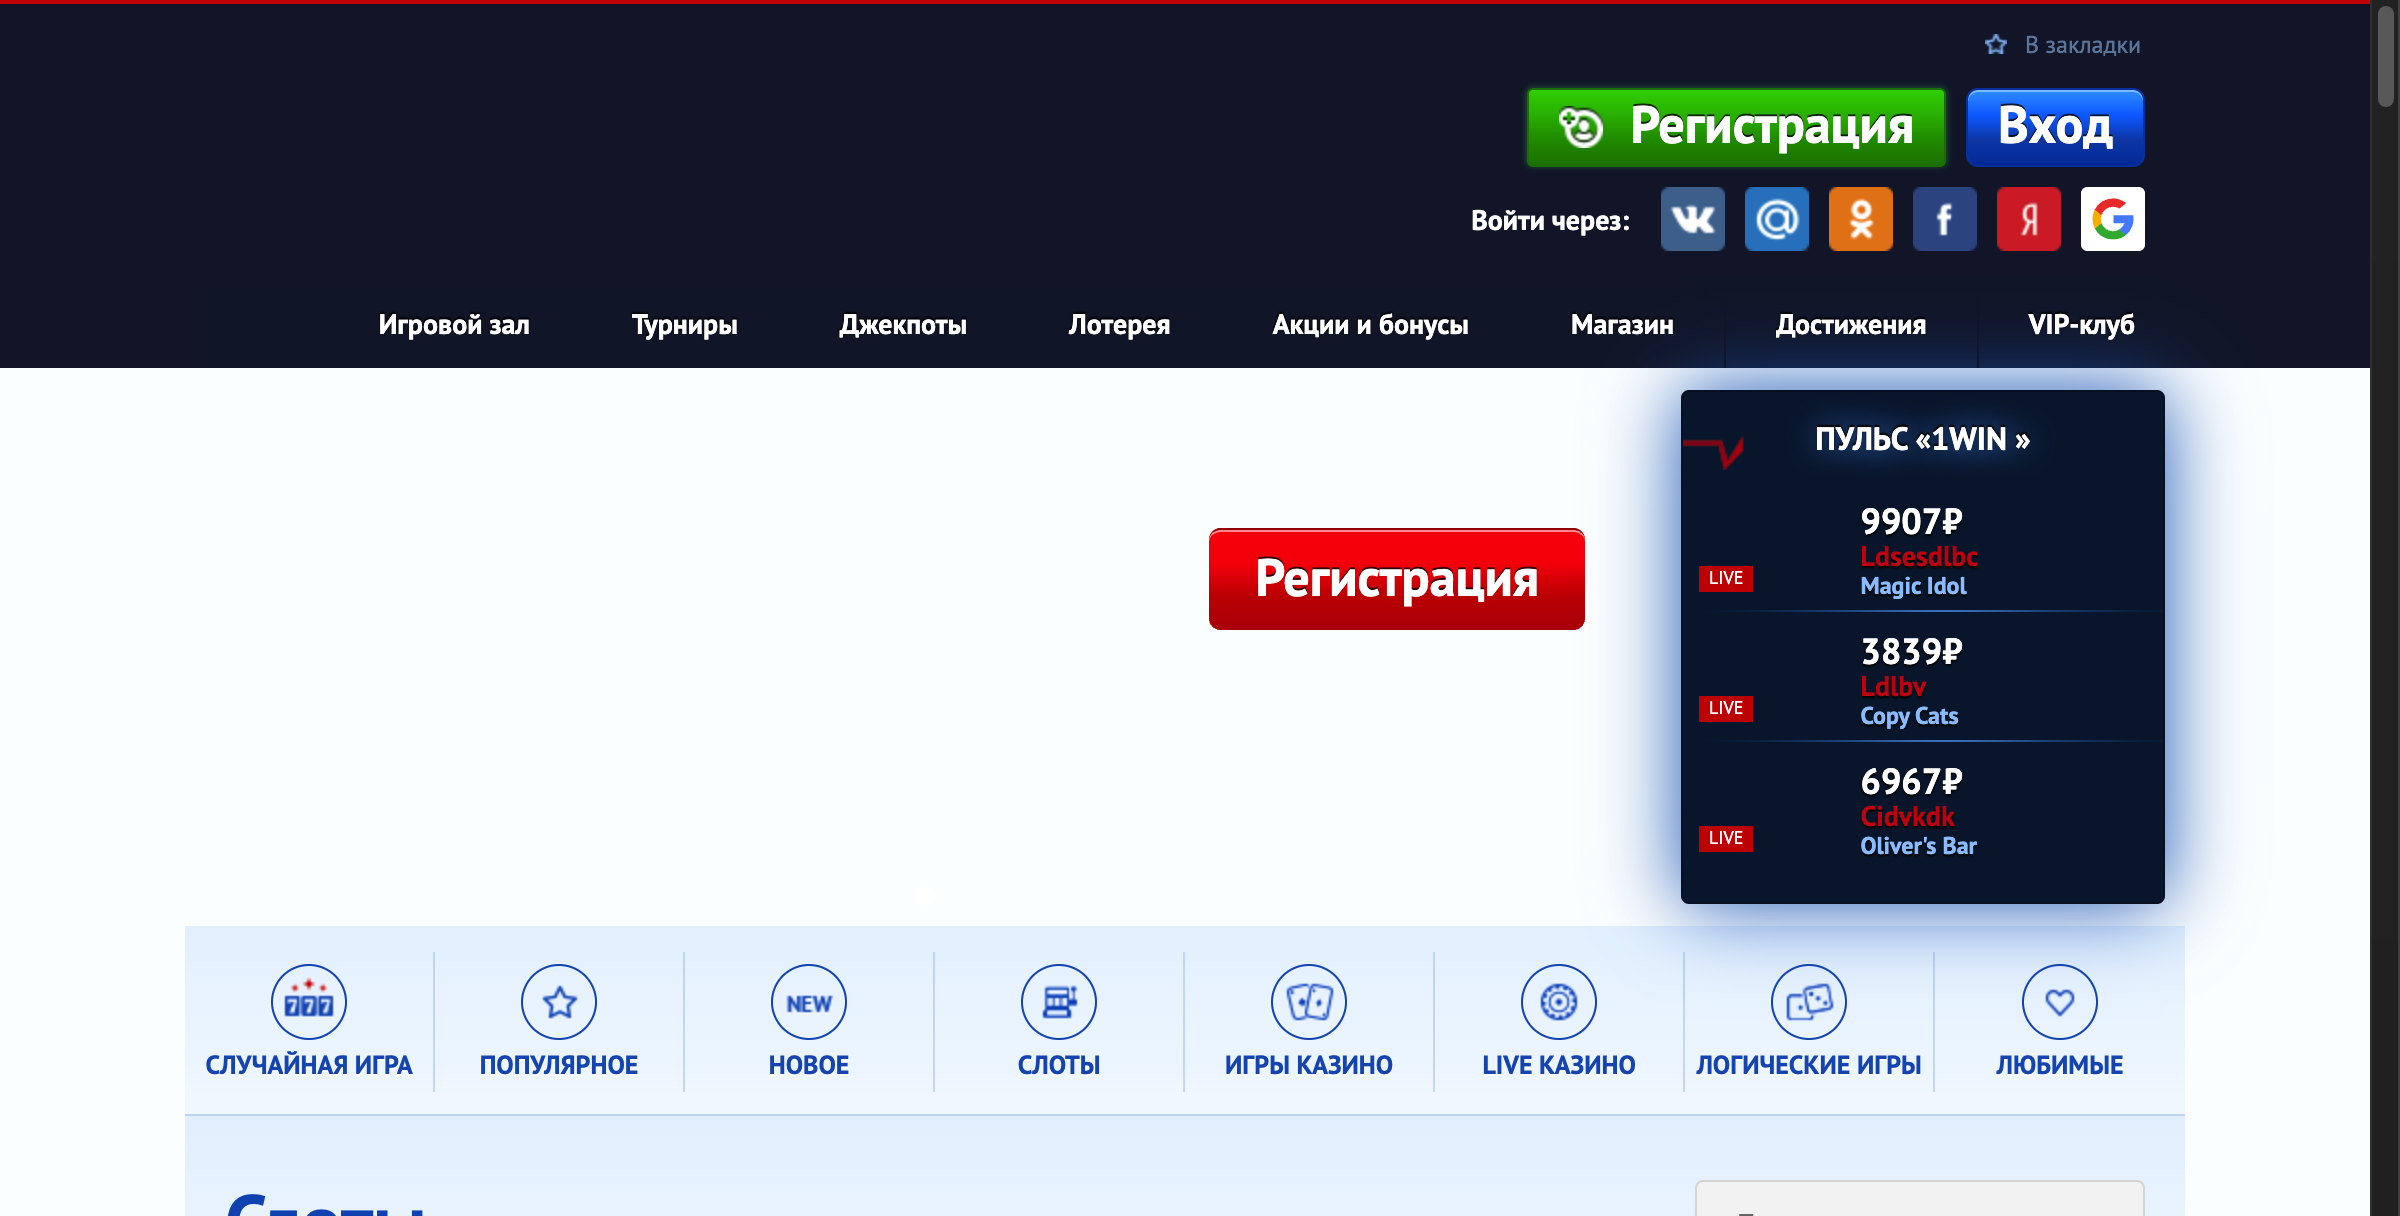 В закладки
Регистрация
Вход
Войти через:
Игровой зал
Турниры
Джекпоты
Лотерея
Акции и бонусы
Магазин
Достижения
VIP-клуб
ПУЛЬС «1WIN »
9907₽
Ldsesdlbc
LIVE
Magic Idol
Регистрация
3839₽
Ldlbv
LIVE
Copy Cats
6967₽
Cidvkdk
LIVE
Oliver's Bar
777
NEW
СЛУЧАЙНАЯ ИГРА
ПОПУЛЯРНОЕ
НОВОЕ
СЛОТЫ
ИГРЫ КАЗИНО
LIVE КАЗИНО
ЛОГИЧЕСКИЕ ИГРЫ
ЛЮБИМЫЕ
Слоты